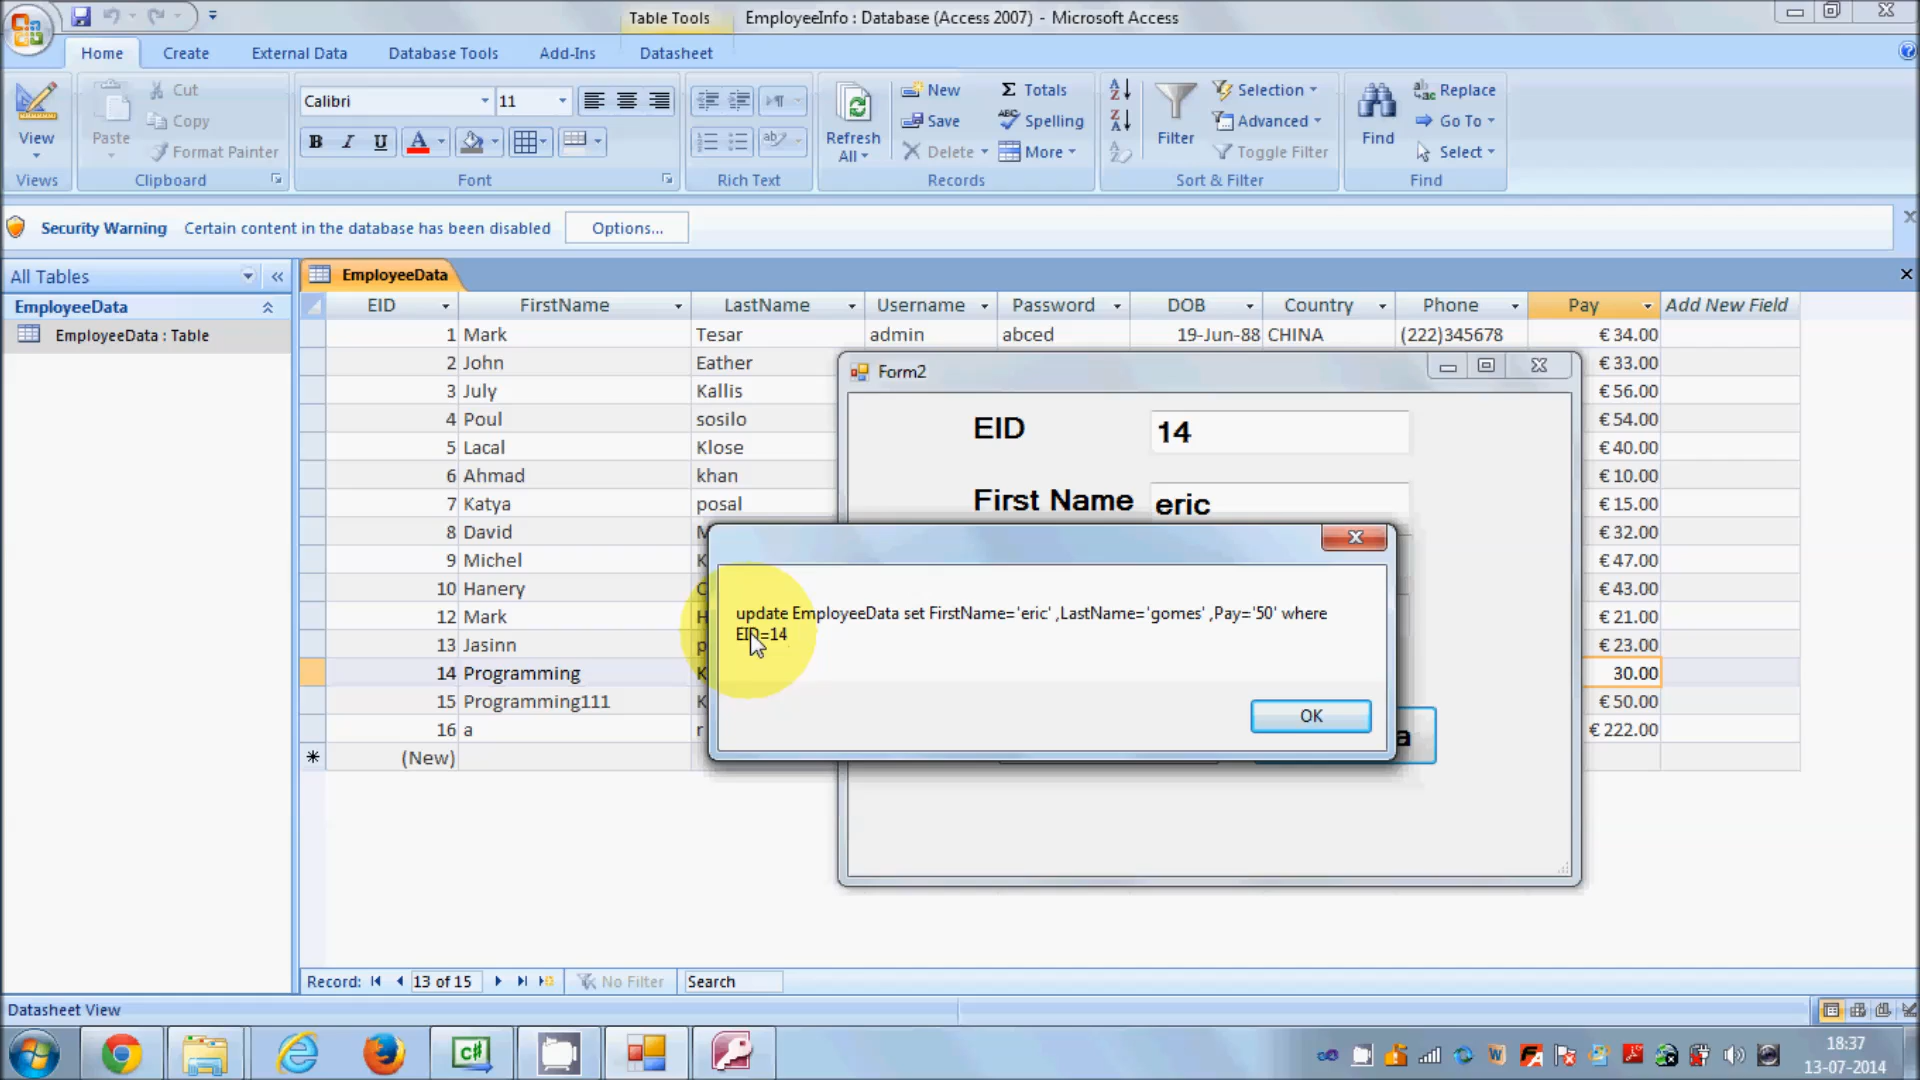 Table Tools
EmployeeInfo : Database (Access 2007) - Microsoft Access
Home
Create
External Data
Database Tools
Add-Ins
Datasheet
View
Views
Paste
Cut
Copy
Format Painter
Clipboard
Calibri
11
B I U
Font
Rich Text
Refresh
All
New
Save
Delete
Totals
Spelling
More
Records
Filter
Selection
Advanced
Toggle Filter
Sort & Filter
Find
Replace
Go To
Select
Find
Security Warning Certain content in the database has been disabled Options...
All Tables
EmployeeData
EmployeeData : Table
EmployeeData
EID FirstName LastName Username Password DOB Country Phone Pay Add New Field
1 Mark Tesar admin abced 19-Jun-88 CHINA (222)345678 € 34.00
2 John Eather € 33.00
3 July Kallis € 56.00
4 Poul sosilo € 54.00
5 Lacal Klose € 40.00
6 Ahmad khan € 10.00
7 Katya posal € 15.00
8 David € 32.00
9 Michel K € 47.00
10 Hanery € 43.00
12 Mark H € 21.00
13 Jasinn p € 23.00
14 Programming K 30.00
15 Programming111 K € 50.00
16 a r € 222.00
* (New)
Form2
EID 14
First Name eric
update EmployeeData set FirstName='eric' ,LastName='gomes' ,Pay='50' where
EID=14
OK
a
Record: 13 of 15 No Filter Search
Datasheet View
18:37
13-07-2014